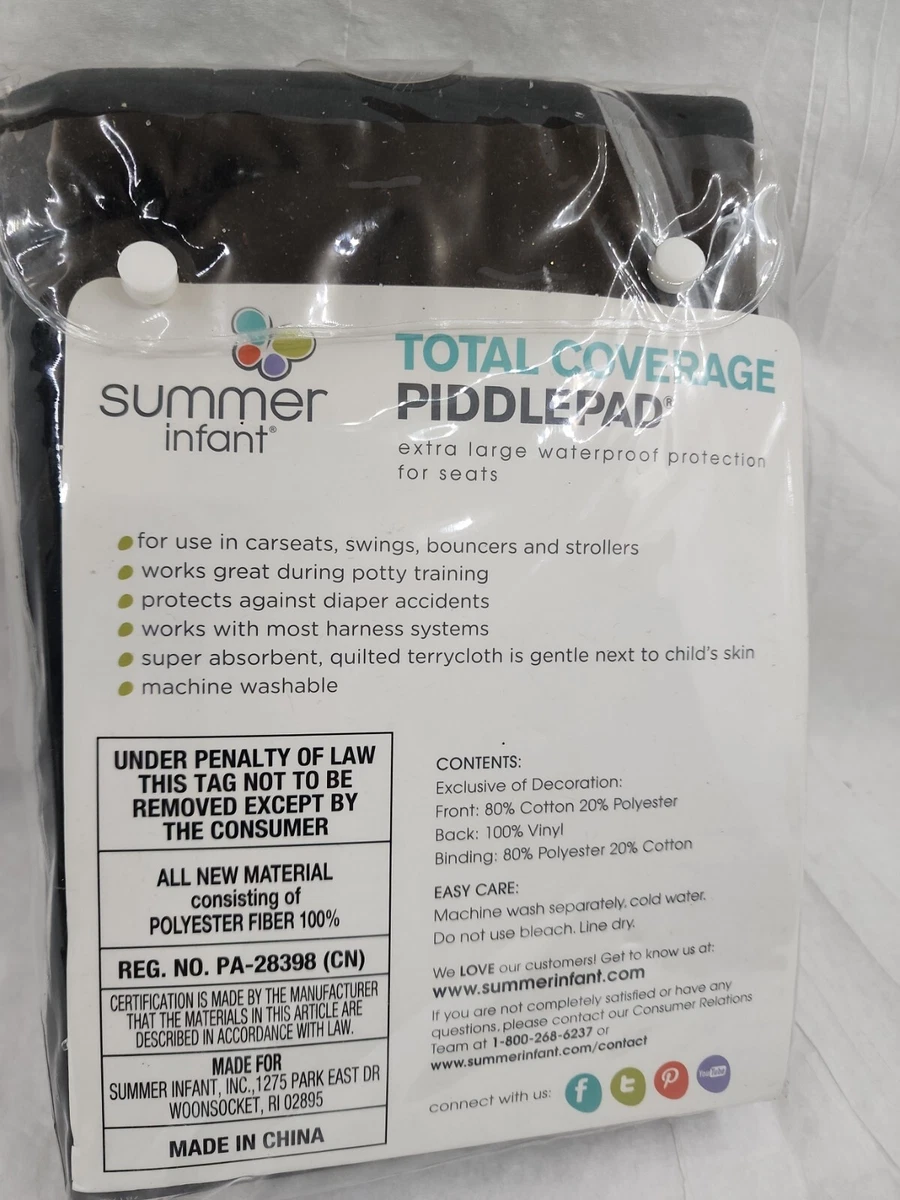 summer
infant®
TOTAL COVERAGE
PIDDLEPAD®
extra large waterproof protection
for seats
for use in carseats, swings, bouncers and strollers
works great during potty training
protects against diaper accidents
works with most harness systems
super absorbent, quilted terrycloth is gentle next to child's skin
machine washable
UNDER PENALTY OF LAW
THIS TAG NOT TO BE
REMOVED EXCEPT BY
THE CONSUMER
ALL NEW MATERIAL
consisting of
POLYESTER FIBER 100%
REG. NO. PA-28398 (CN)
CERTIFICATION IS MADE BY THE MANUFACTURER
THAT THE MATERIALS IN THIS ARTICLE ARE
DESCRIBED IN ACCORDANCE WITH LAW.
MADE FOR
SUMMER INFANT, INC.,1275 PARK EAST DR
WOONSOCKET, RI 02895
MADE IN CHINA
CONTENTS:
Exclusive of Decoration:
Front: 80% Cotton 20% Polyester
Back: 100% Vinyl
Binding: 80% Polyester 20% Cotton
EASY CARE:
Machine wash separately, cold water.
Do not use bleach. Line dry.
We LOVE our customers! Get to know us at:
www.summerinfant.com
If you are not completely satisfied or have any
questions, please contact our Consumer Relations
Team at 1-800-268-6237 or
www.summerinfant.com/contact
connect with us: f t P YouTube